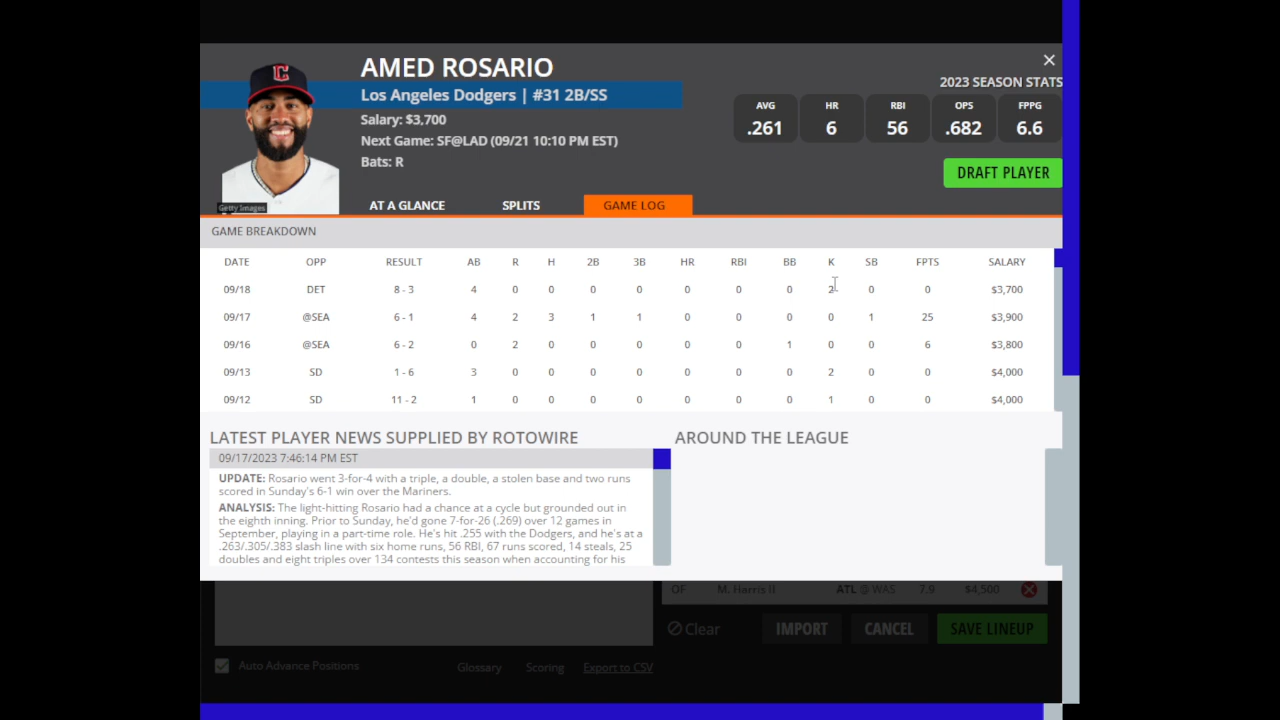 AMED ROSARIO
Los Angeles Dodgers | #31 2B/SS
Salary: $3,700
Next Game: SF@LAD (09/21 10:10 PM EST)
Bats: R
Getty Images
×
2023 SEASON STATS
AVG HR RBI OPS FPPG
.261 6 56 .682 6.6
DRAFT PLAYER
AT A GLANCE SPLITS GAME LOG
GAME BREAKDOWN
DATE OPP RESULT AB R H 2B 3B HR RBI BB K SB FPTS SALARY
09/18 DET 8 - 3 4 0 0 0 0 0 0 0 2 0 0 $3,700
09/17 @SEA 6 - 1 4 2 3 1 1 0 0 0 0 1 25 $3,900
09/16 @SEA 6 - 2 0 2 0 0 0 0 0 1 0 0 6 $3,800
09/13 SD 1 - 6 3 0 0 0 0 0 0 0 2 0 0 $4,000
09/12 SD 11 - 2 1 0 0 0 0 0 0 0 1 0 0 $4,000
LATEST PLAYER NEWS SUPPLIED BY ROTOWIRE
09/17/2023 7:46:14 PM EST
UPDATE: Rosario went 3-for-4 with a triple, a double, a stolen base and two runs
scored in Sunday's 6-1 win over the Mariners.
ANALYSIS: The light-hitting Rosario had a chance at a cycle but grounded out in
the eighth inning. Prior to Sunday, he'd gone 7-for-26 (.269) over 12 games in
September, playing in a part-time role. He's hit .255 with the Dodgers, and he's at a
.263/.305/.383 slash line with six home runs, 56 RBI, 67 runs scored, 14 steals, 25
doubles and eight triples over 134 contests this season when accounting for his
AROUND THE LEAGUE
OF M. Harris II ATL @ WAS 7.9 $4,500
Clear IMPORT CANCEL SAVE LINEUP
Auto Advance Positions Glossary Scoring Export to CSV